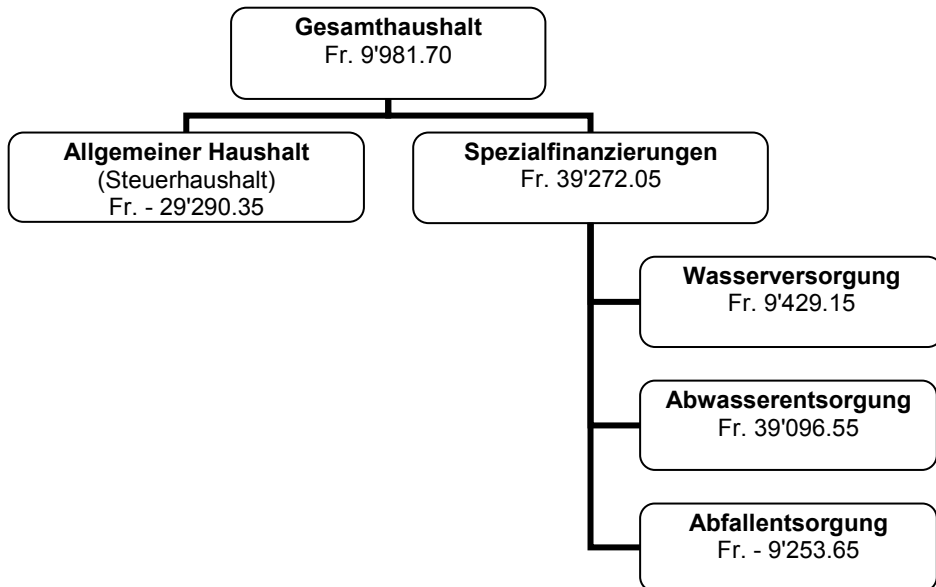 Gesamthaushalt
Fr. 9'981.70
Allgemeiner Haushalt
(Steuerhaushalt)
Fr. - 29'290.35
Spezialfinanzierungen
Fr. 39'272.05
Wasserversorgung
Fr. 9'429.15
Abwasserentsorgung
Fr. 39'096.55
Abfallentsorgung
Fr. - 9'253.65